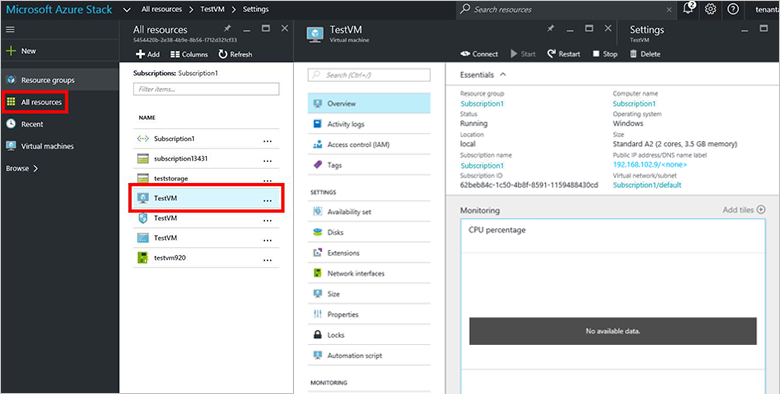 Microsoft Azure Stack
All resources > TestVM > Settings
Search resources
2
tenanta
New
Resource groups
All resources
Recent
Virtual machines
Browse >
All resources
Add
Columns
Refresh
Subscriptions: Subscription1
Filter items...
NAME
Subscription1 ...
subscription13431 ...
teststorage ...
TestVM ...
TestVM ...
TestVM ...
testvm920 ...
TestVM
Virtual machine
Search (Ctrl+/)
Overview
Activity logs
Access control (IAM)
Tags
SETTINGS
Availability set
Disks
Extensions
Network interfaces
Size
Properties
Locks
Automation script
MONITORING
Connect
Start
Restart
Stop
Delete
Settings
TestVM
Essentials
Resource group
Subscription1
Status
Running
Location
local
Subscription name
Subscription1
Subscription ID
62beb84c-1c50-4b8f-8591-1159488430cd
Computer name
Subscription1
Operating system
Windows
Size
Standard A2 (2 cores, 3.5 GB memory)
Public IP address/DNS name label
192.168.102.9/<none>
Virtual network/subnet
Subscription1/default
Monitoring
Add tiles
CPU percentage
No available data.